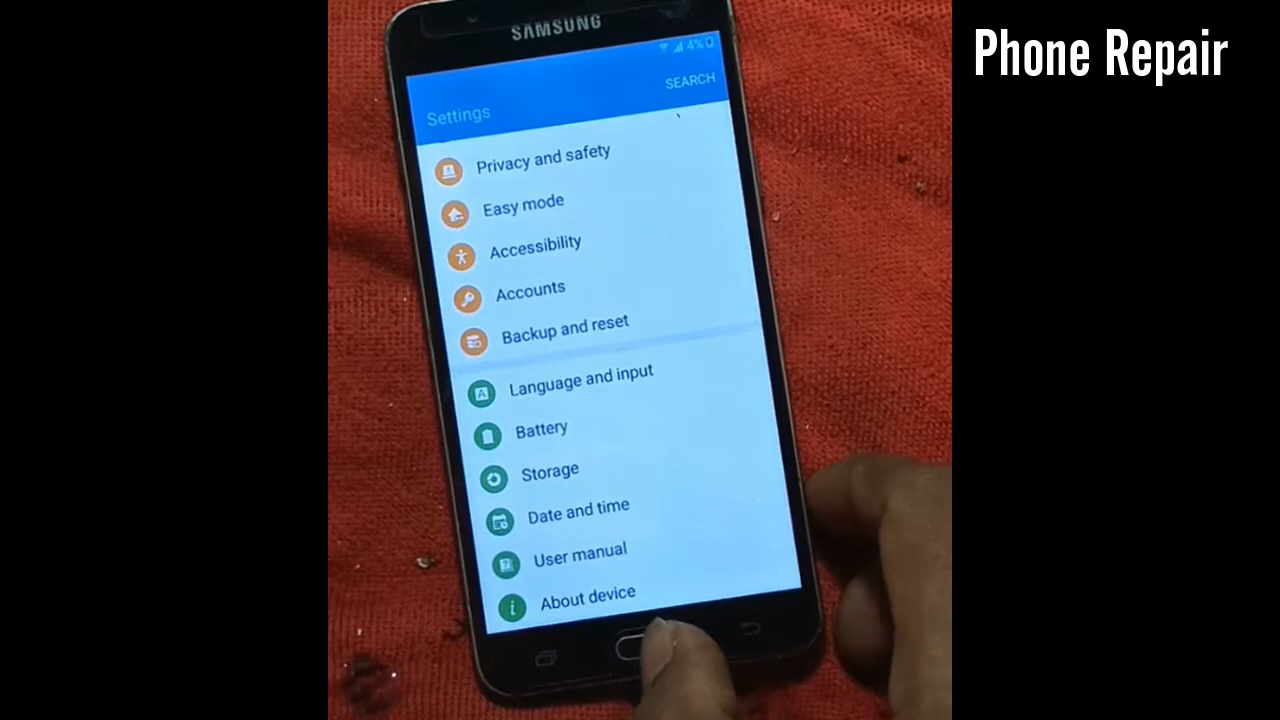 Phone Repair
SAMSUNG
4%
SEARCH
Settings
Privacy and safety
Easy mode
Accessibility
Accounts
Backup and reset
Language and input
Battery
Storage
Date and time
User manual
About device